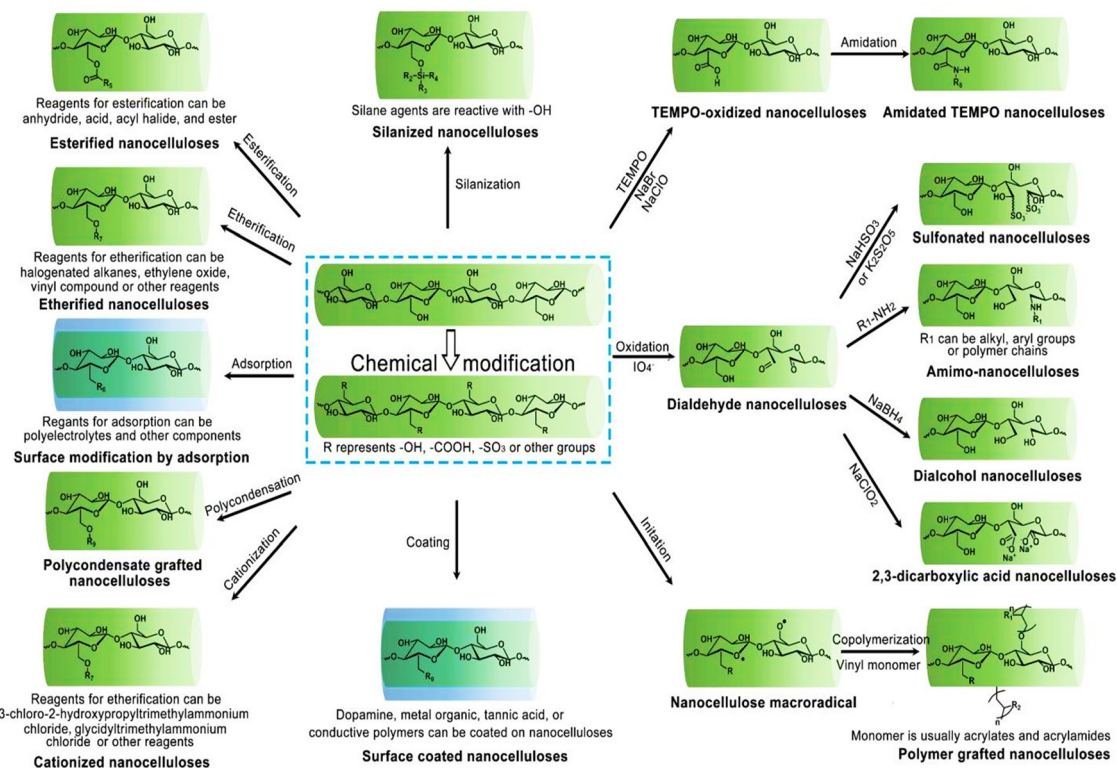 Reagents for esterification can be
anhydride, acid, acyl halide, and ester
Esterified nanocelluloses
Esterification
Silane agents are reactive with -OH
Silanized nanocelluloses
Silanization
TEMPO-oxidized nanocelluloses
TEMPO
NaBr
NaClO
Amidation
Amidated TEMPO nanocelluloses
Etherification
Reagents for etherification can be
halogenated alkanes, ethylene oxide,
vinyl compound or other reagents
Etherified nanocelluloses
Adsorption
Regants for adsorption can be
polyelectrolytes and other components
Surface modification by adsorption
Chemical modification
R represents -OH, -COOH, -SO3 or other groups
Oxidation
IO4-
Dialdehyde nanocelluloses
NaHSO3
or K2S2O5
Sulfonated nanocelluloses
R1-NH2
R1 can be alkyl, aryl groups
or polymer chains
Amimo-nanocelluloses
NaBH4
Dialcohol nanocelluloses
NaClO2
2,3-dicarboxylic acid nanocelluloses
Polycondensation
Polycondensate grafted
nanocelluloses
Cationization
Reagents for etherification can be
3-chloro-2-hydroxypropyltrimethylammonium
chloride, glycidyltrimethylammonium
chloride or other reagents
Cationized nanocelluloses
Coating
Dopamine, metal organic, tannic acid, or
conductive polymers can be coated on nanocelluloses
Surface coated nanocelluloses
Initation
Nanocellulose macroradical
Copolymerization
Vinyl monomer
Monomer is usually acrylates and acrylamides
Polymer grafted nanocelluloses